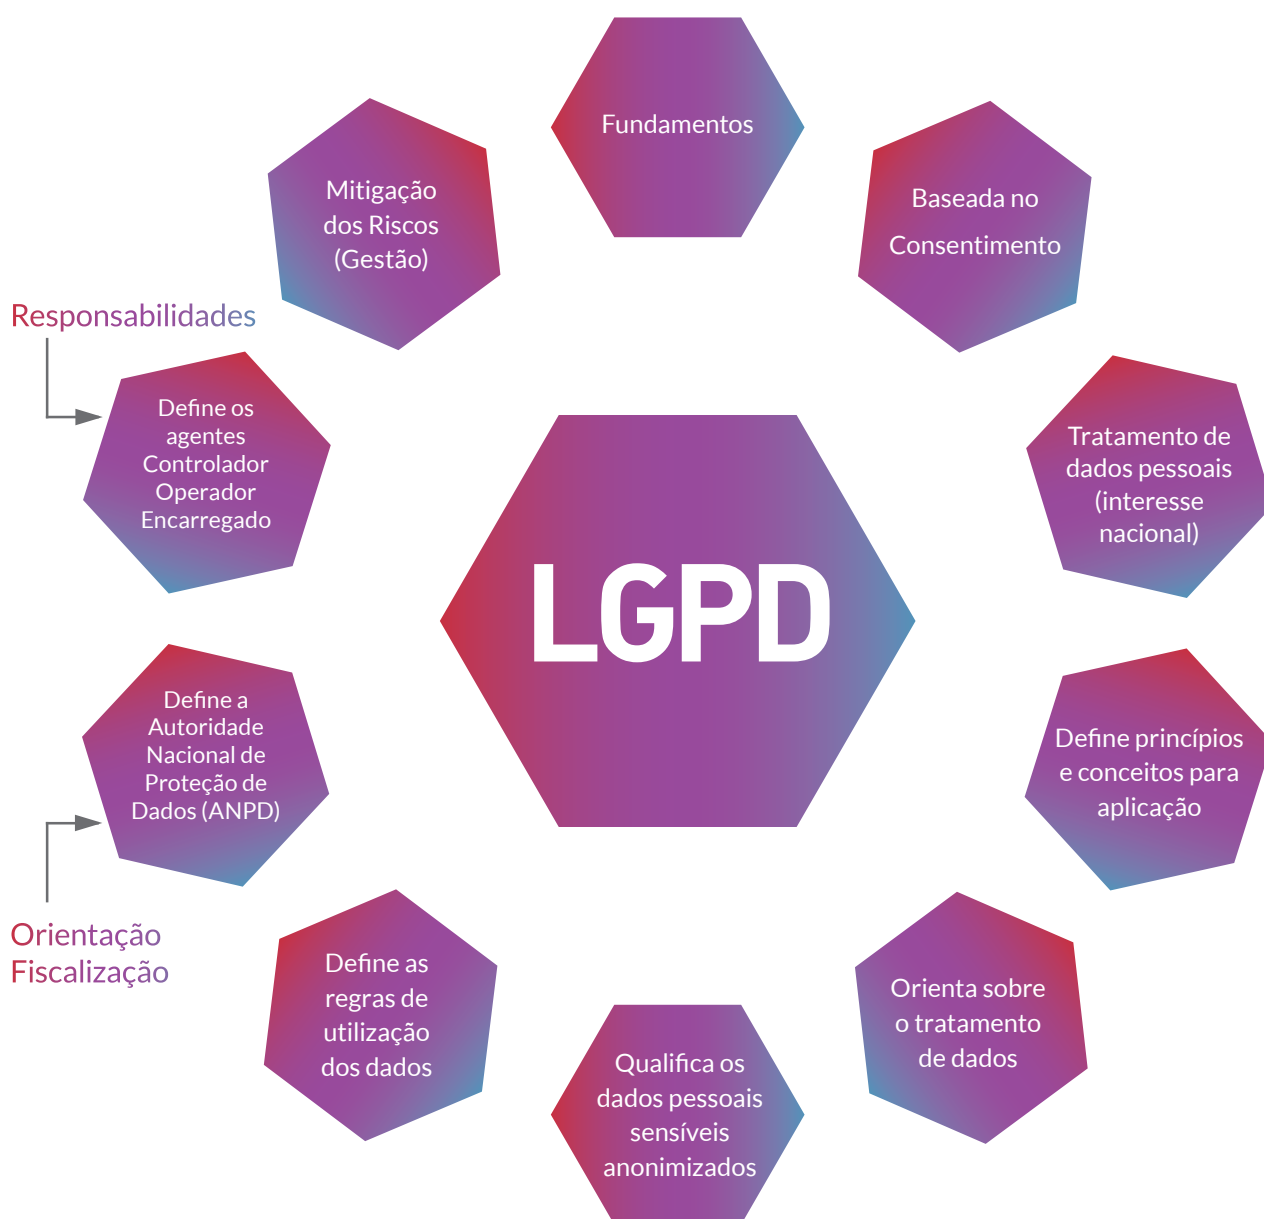 Fundamentos
Baseada no
Consentimento
Tratamento de
dados pessoais
(interesse
nacional)
Define princípios
e conceitos para
aplicação
Orienta sobre
o tratamento
de dados
Qualifica os
dados pessoais
sensíveis
anonimizados
Define as
regras de
utilização
dos dados
Orientação
Fiscalização
Define a
Autoridade
Nacional de
Proteção de
Dados (ANPD)
Responsabilidades
Define os
agentes
Controlador
Operador
Encarregado
Mitigação
dos Riscos
(Gestão)
LGPD